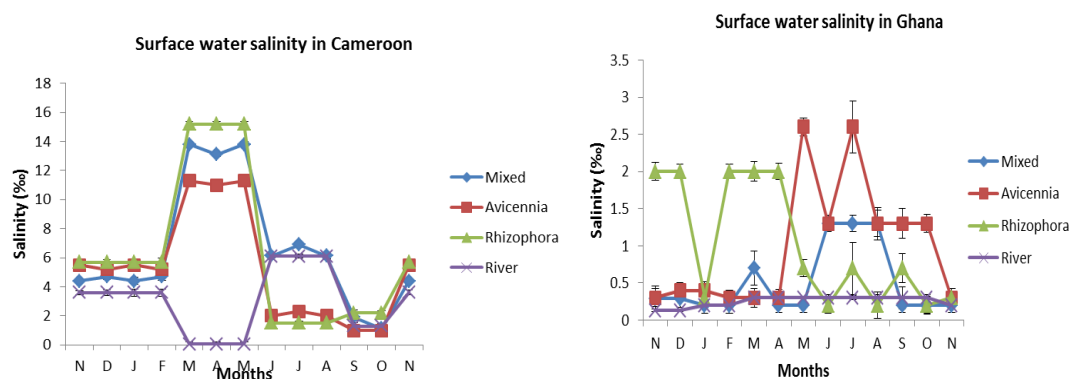 Surface water salinity in Cameroon
Salinity (‰)
18
16
14
12
10
8
6
4
2
0
N D J F M A M J J A S O N
Months
Mixed
Avicennia
Rhizophora
River
Surface water salinity in Ghana
Salinity (‰)
3.5
3
2.5
2
1.5
1
0.5
0
N D J F M A M J J A S O N
Months
Mixed
Avicennia
Rhizophora
River